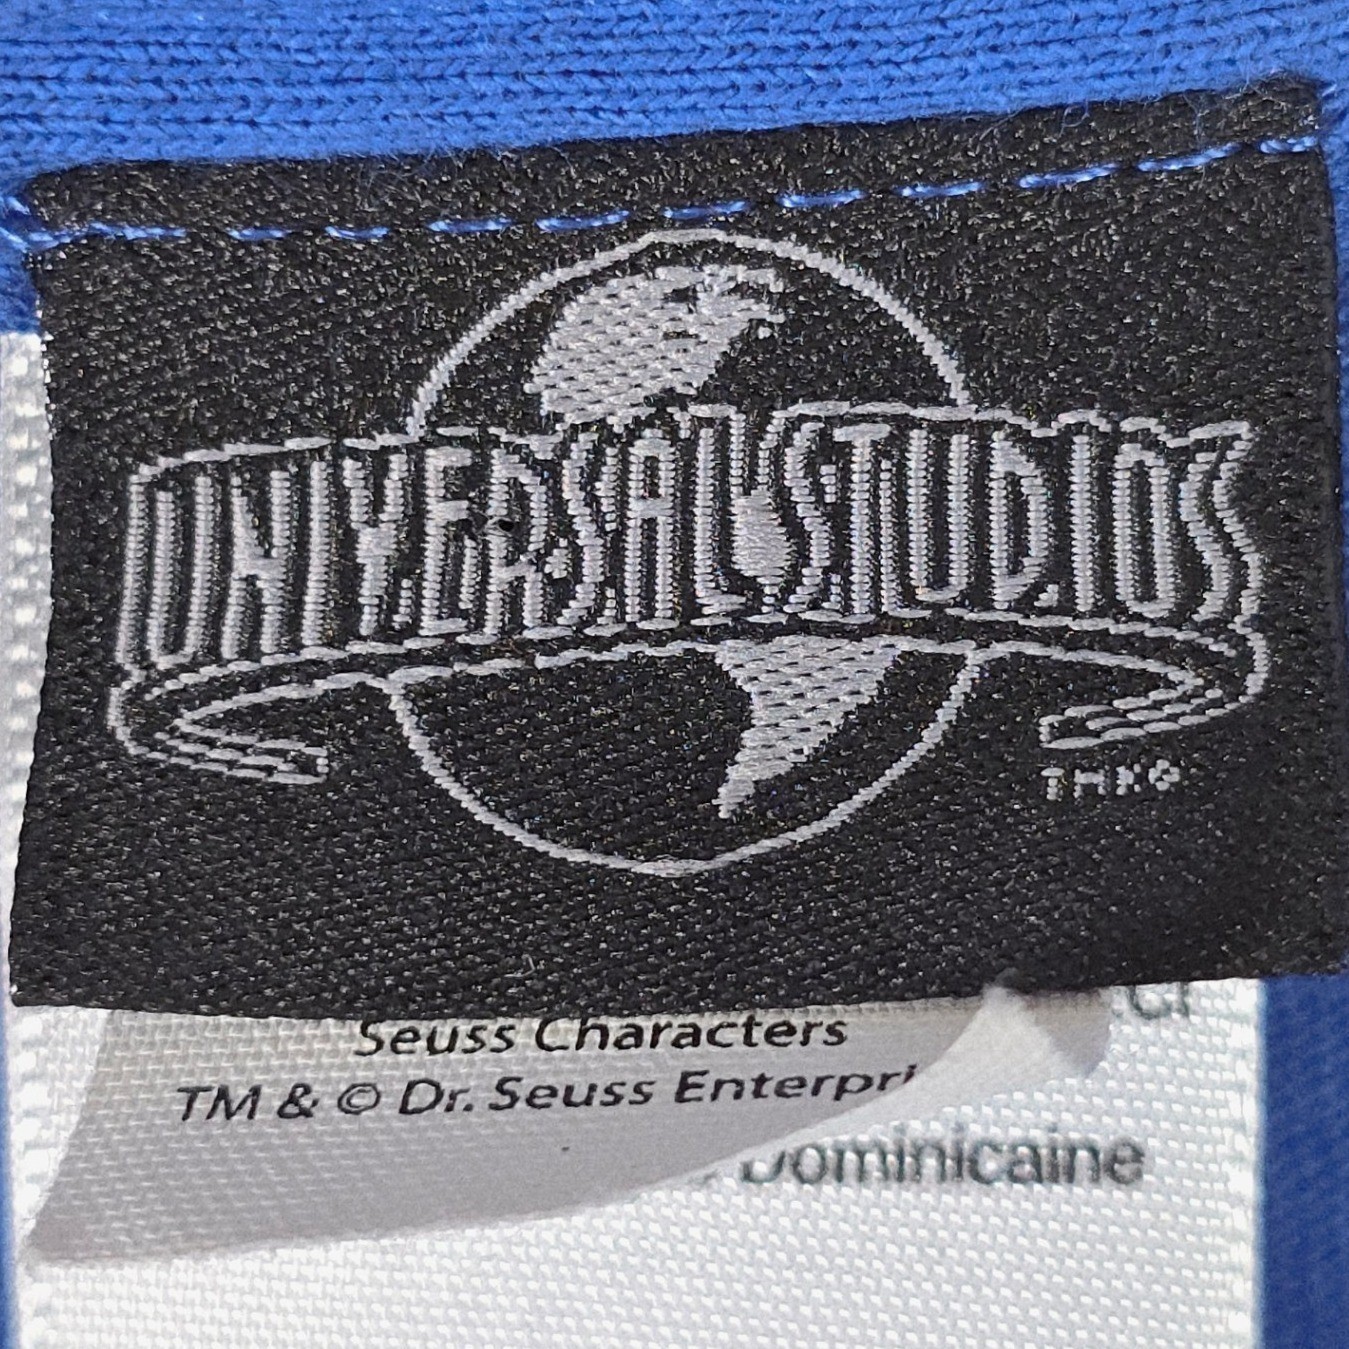 UNIVERSAL STUDIOS
TM & ©
Seuss Characters
TM & © Dr. Seuss Enterpri
Dominicaine